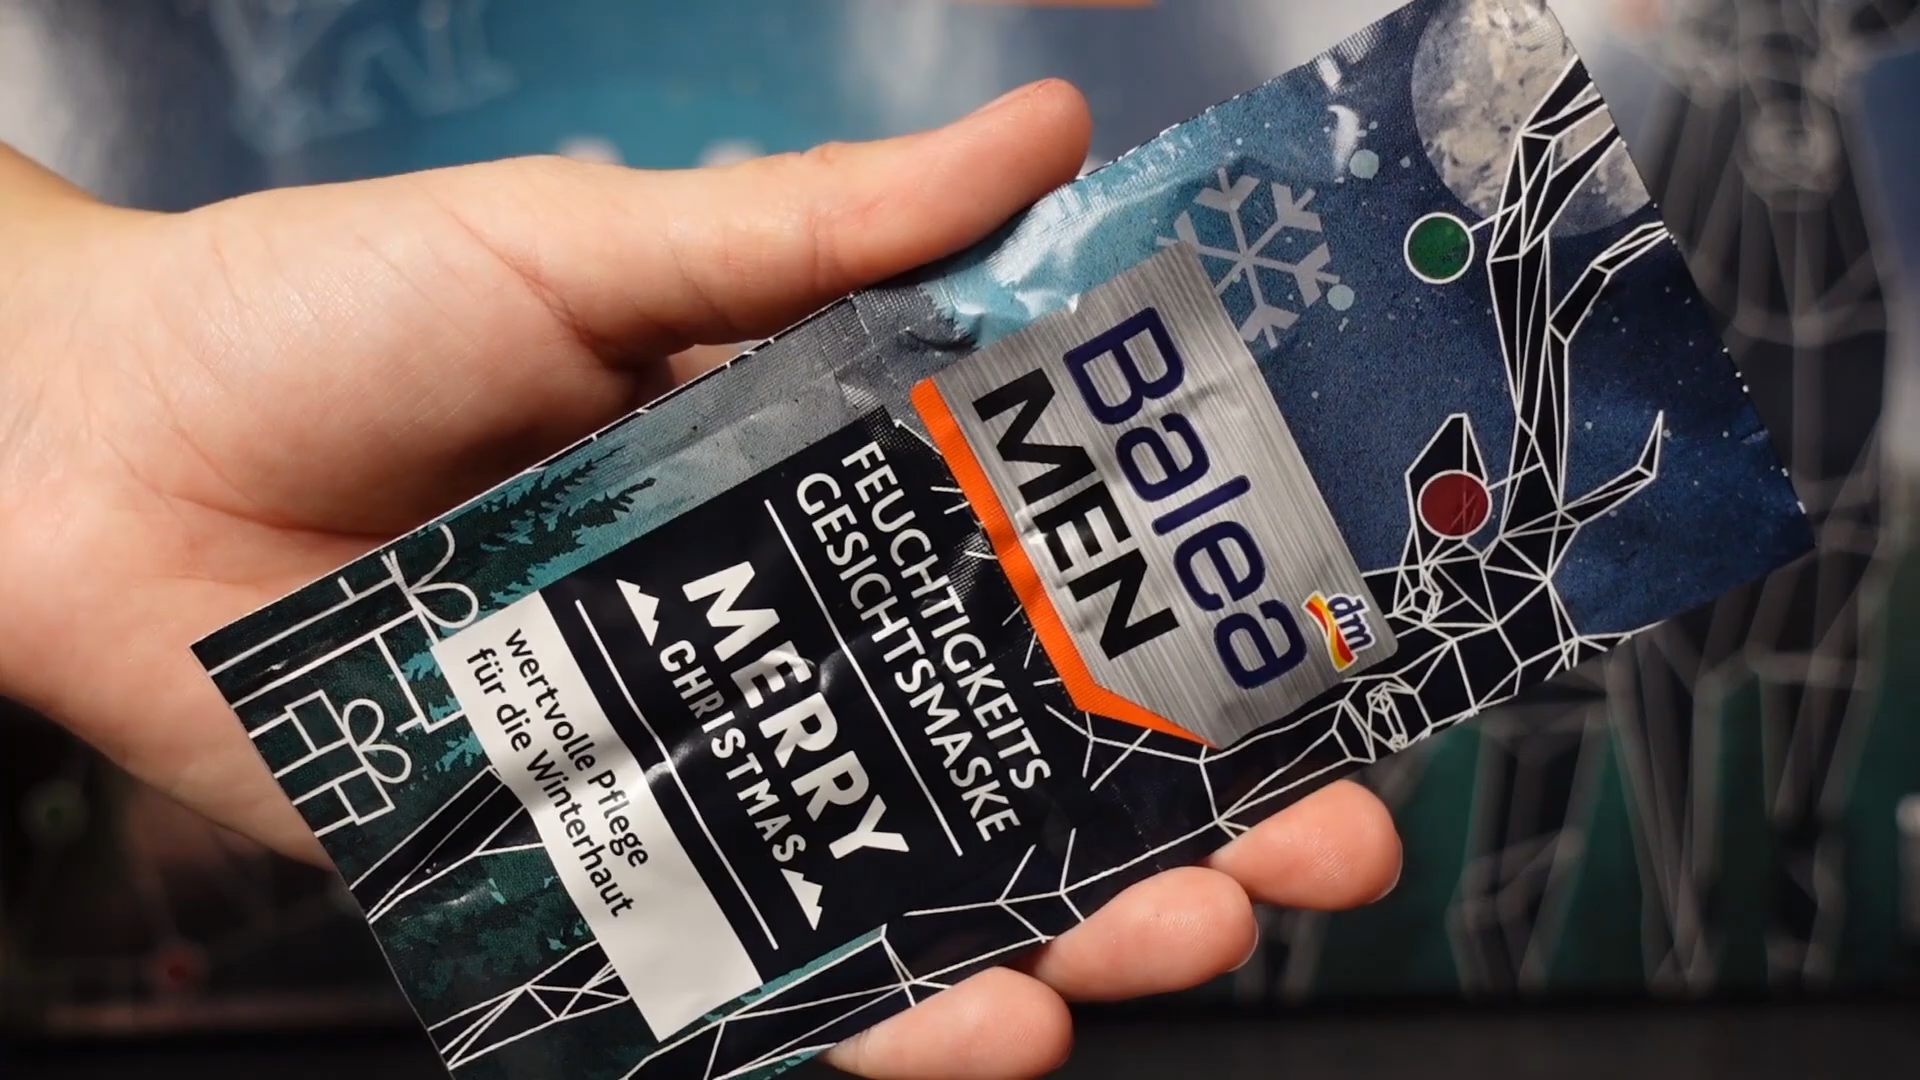 Balea
MEN
dm
FEUCHTIGKEITS
GESICHTSMASKE
MERRY
CHRISTMAS
wertvolle Pflege
für die Winterhaut